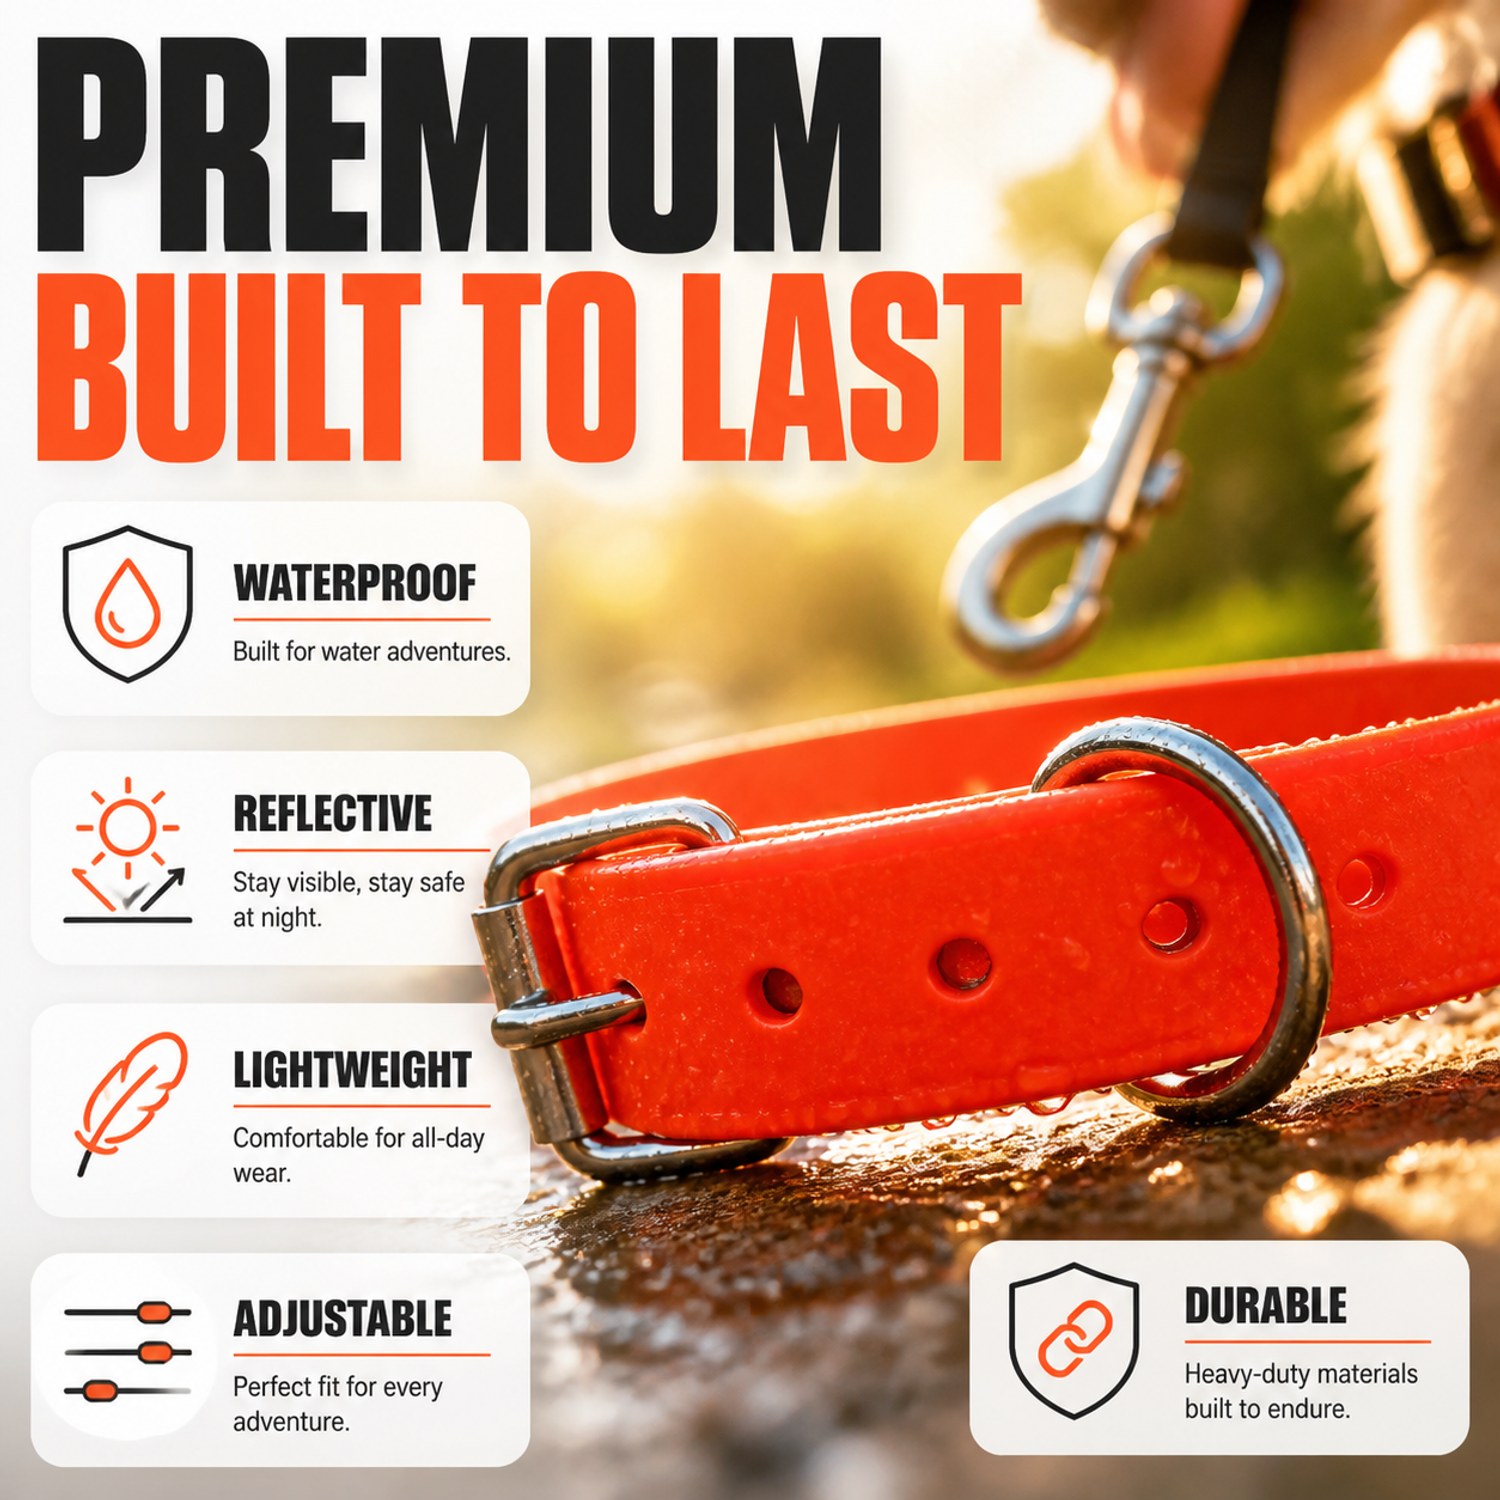 PREMIUM
BUILT TO LAST
WATERPROOF
Built for water adventures.
REFLECTIVE
Stay visible, stay safe
at night.
LIGHTWEIGHT
Comfortable for all-day
wear.
ADJUSTABLE
Perfect fit for every
adventure.
DURABLE
Heavy-duty materials
built to endure.